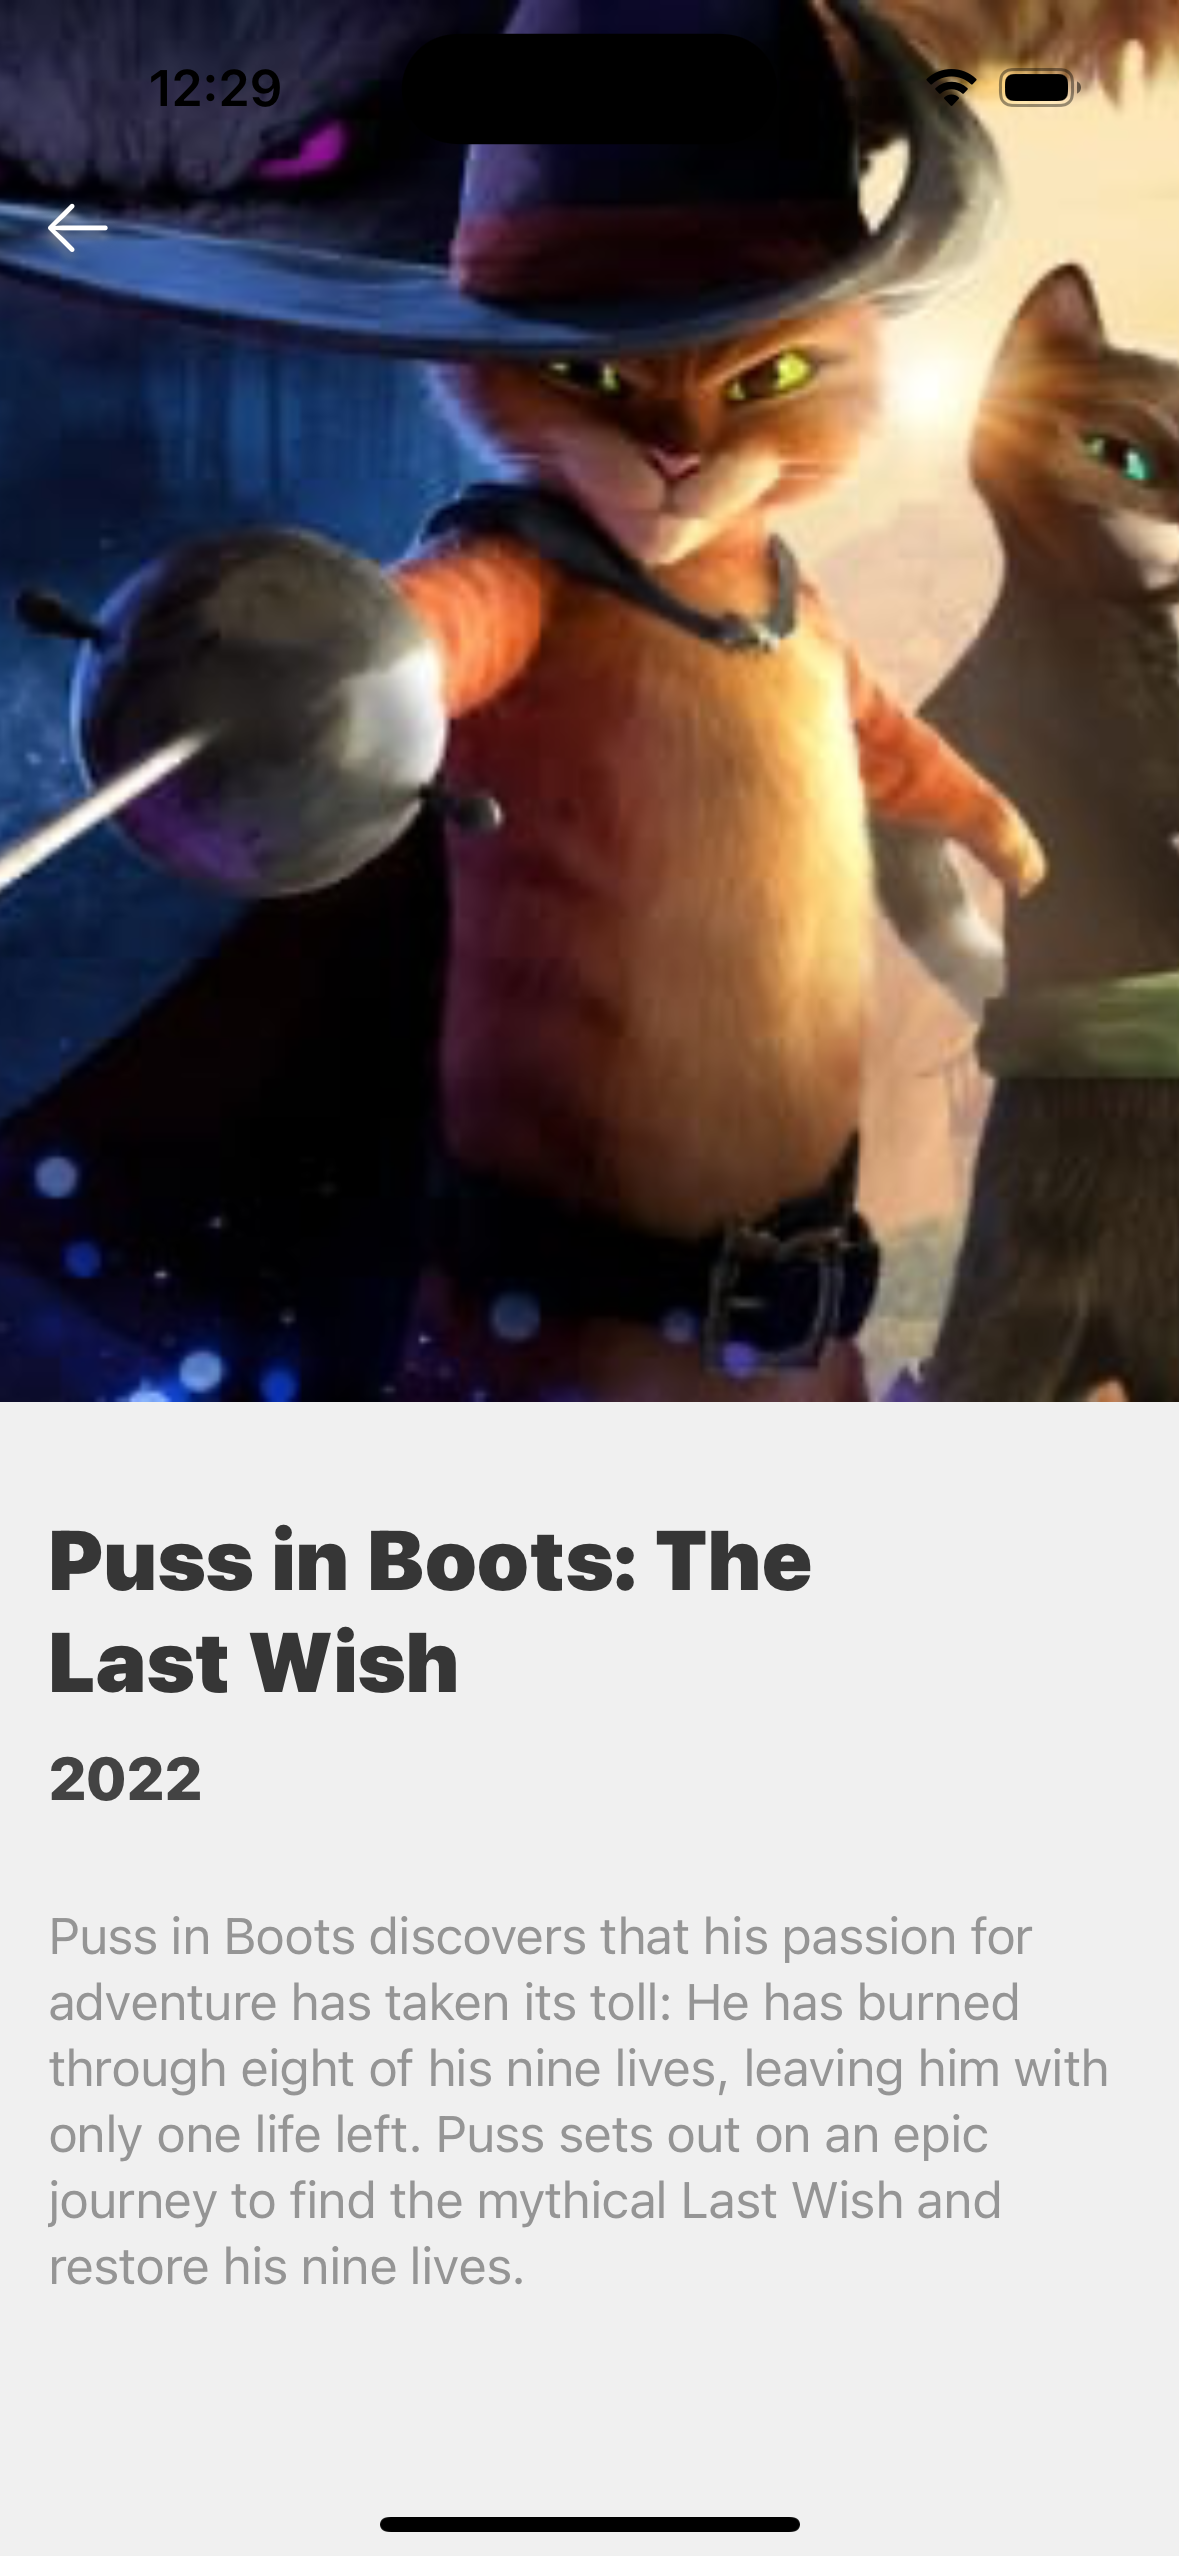 12:29
Puss in Boots: The
Last Wish
2022
Puss in Boots discovers that his passion for
adventure has taken its toll: He has burned
through eight of his nine lives, leaving him with
only one life left. Puss sets out on an epic
journey to find the mythical Last Wish and
restore his nine lives.